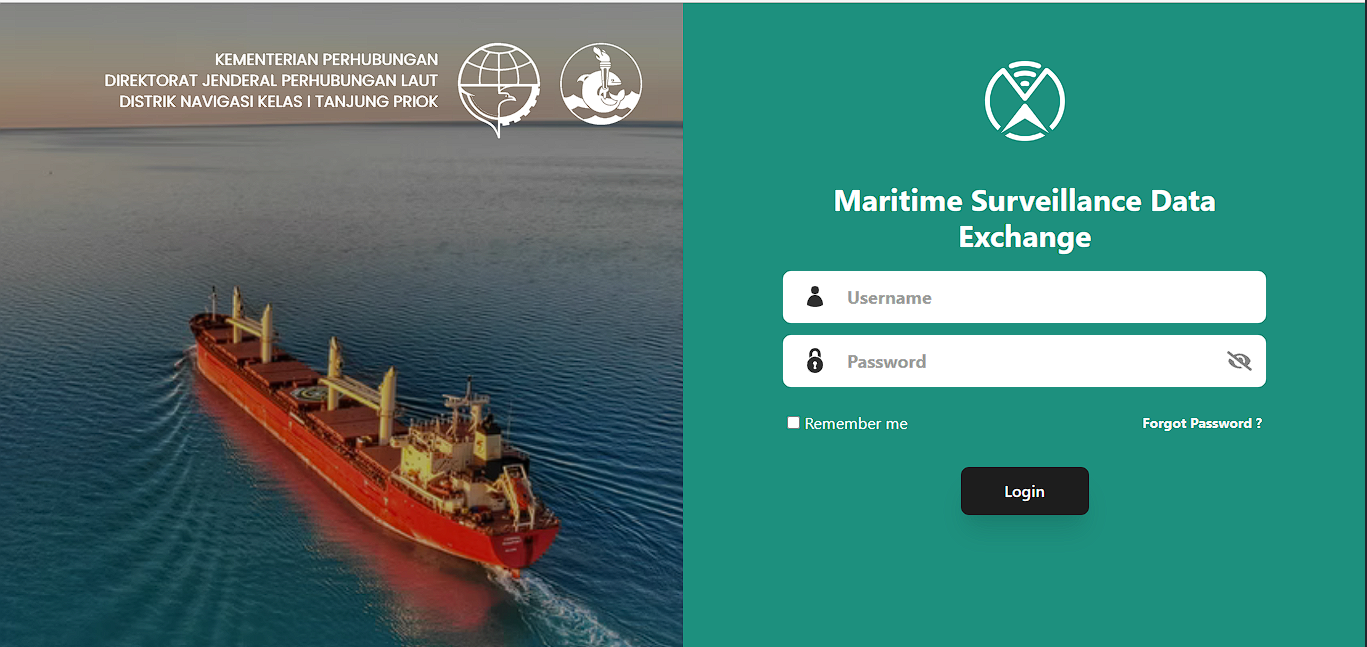 KEMENTERIAN PERHUBUNGAN
DIREKTORAT JENDERAL PERHUBUNGAN LAUT
DISTRIK NAVIGASI KELAS I TANJUNG PRIOK
Maritime Surveillance Data
Exchange
Username
Password
Remember me
Forgot Password ?
Login